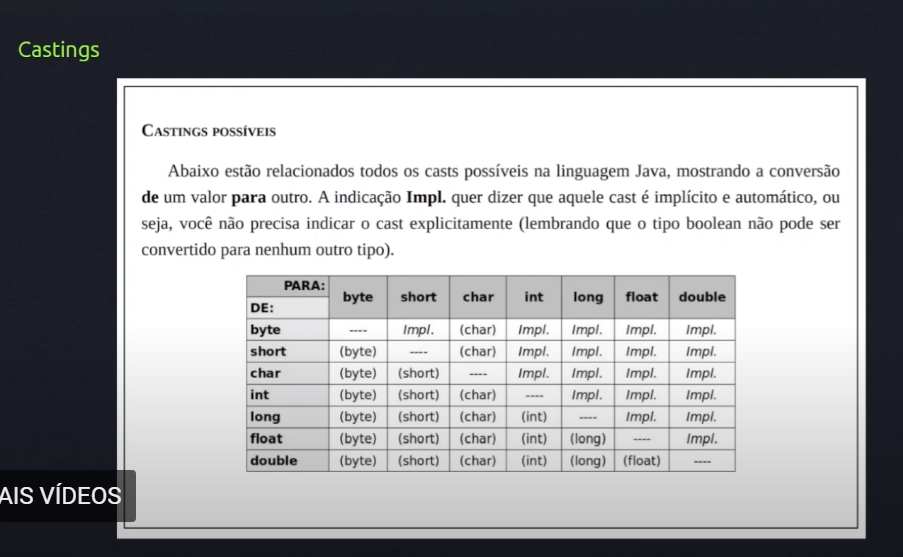 Castings
CASTINGS POSSÍVEIS
Abaixo estão relacionados todos os casts possíveis na linguagem Java, mostrando a conversão
de um valor para outro. A indicação Impl. quer dizer que aquele cast é implícito e automático, ou
seja, você não precisa indicar o cast explicitamente (lembrando que o tipo boolean não pode ser
convertido para nenhum outro tipo).
PARA: byte short char int long float double
DE:
byte ---- Impl. (char) Impl. Impl. Impl. Impl.
short (byte) ---- (char) Impl. Impl. Impl. Impl.
char (byte) (short) ---- Impl. Impl. Impl. Impl.
int (byte) (short) (char) ---- Impl. Impl. Impl.
long (byte) (short) (char) (int) ---- Impl. Impl.
float (byte) (short) (char) (int) (long) ---- Impl.
double (byte) (short) (char) (int) (long) (float) ----
AIS VÍDEOS